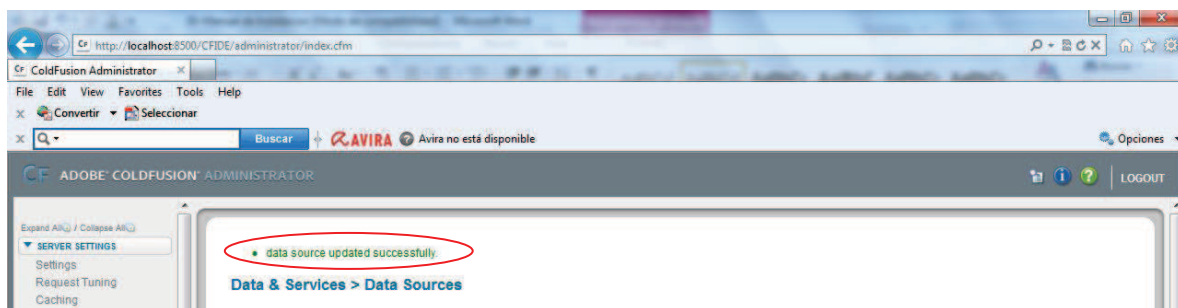 http://localhost:8500/CFIDE/administrator/index.cfm
CF ColdFusion Administrator
File Edit View Favorites Tools Help
x Convertir Seleccionar
x Buscar AVIRA Avira no está disponible Opciones
CF ADOBE® COLDFUSION® ADMINISTRATOR LOGOUT
Expand All / Collapse All
SERVER SETTINGS
Settings
Request Tuning
Caching
data source updated successfully.
Data & Services > Data Sources